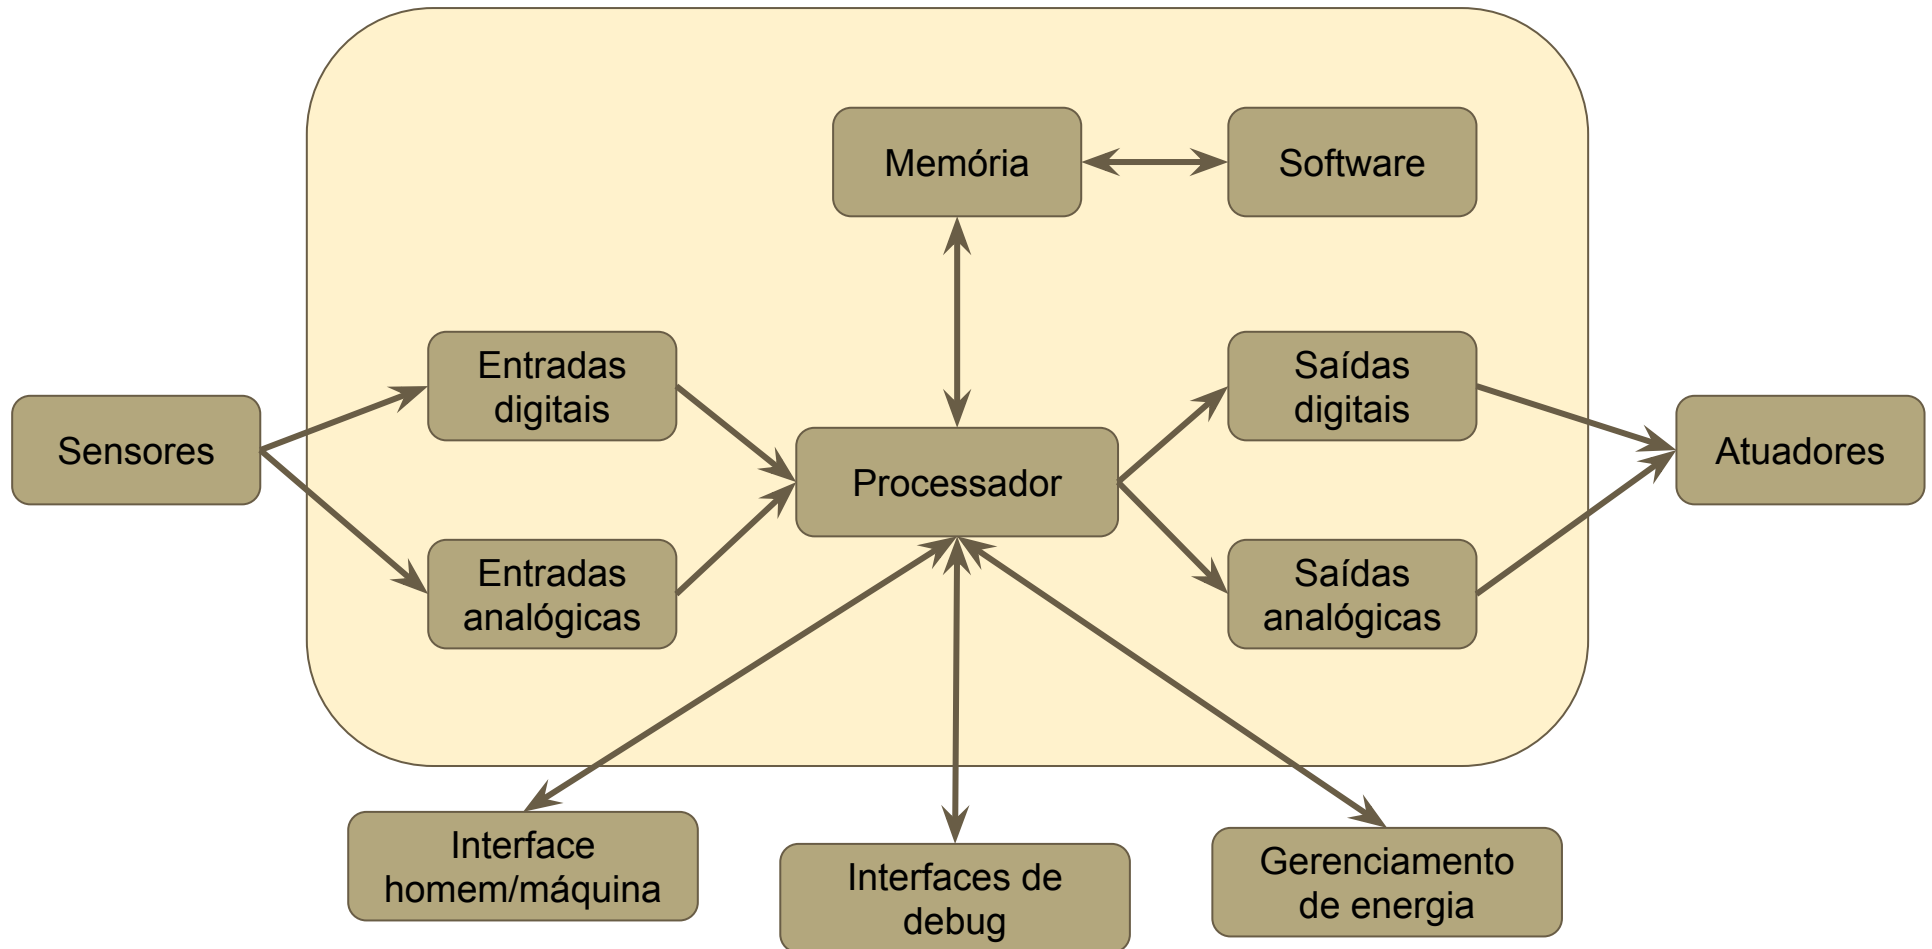 Memória
Software
Entradas
digitais
Saídas
digitais
Sensores
Processador
Atuadores
Entradas
analógicas
Saídas
analógicas
Interface
homem/máquina
Interfaces de
debug
Gerenciamento
de energia